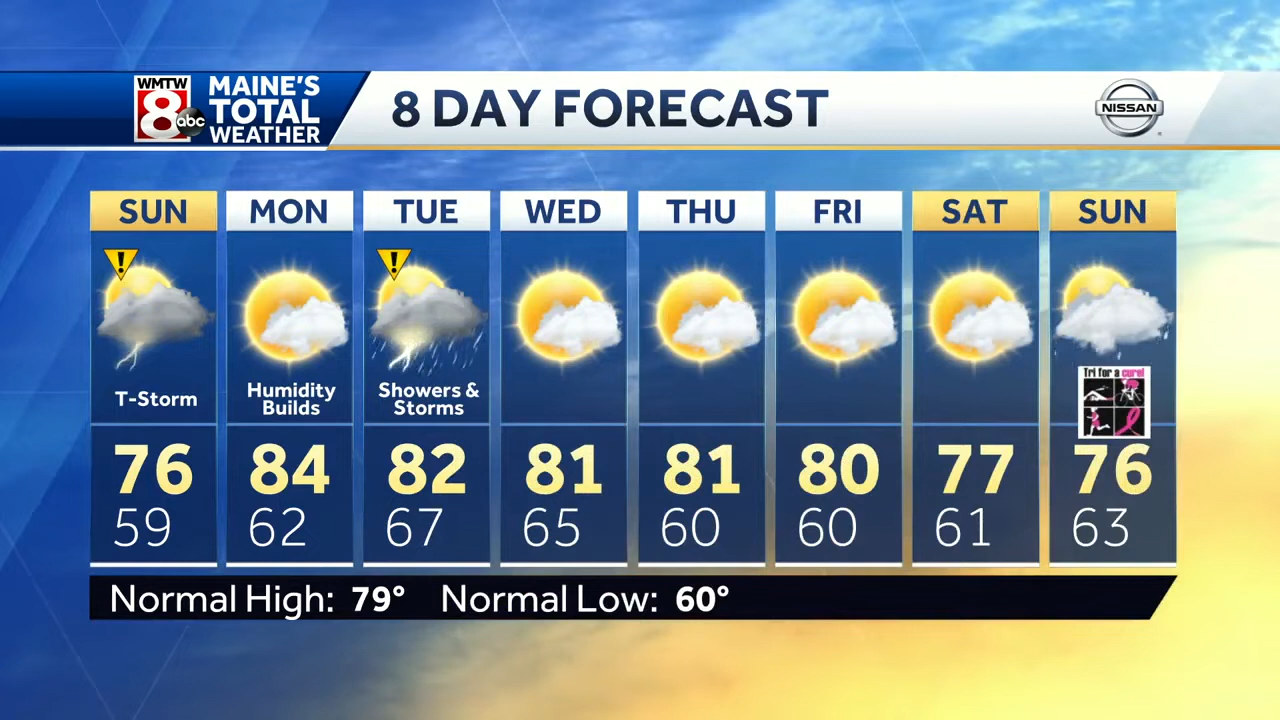 WMTW
8
abc
MAINE'S
TOTAL
WEATHER
8 DAY FORECAST
NISSAN
SUN MON TUE WED THU FRI SAT SUN
! !
T-Storm
Humidity
Builds
Showers &
Storms
Tri for a cure!
76 84 82 81 81 80 77 76
59 62 67 65 60 60 61 63
Normal High: 79° Normal Low: 60°